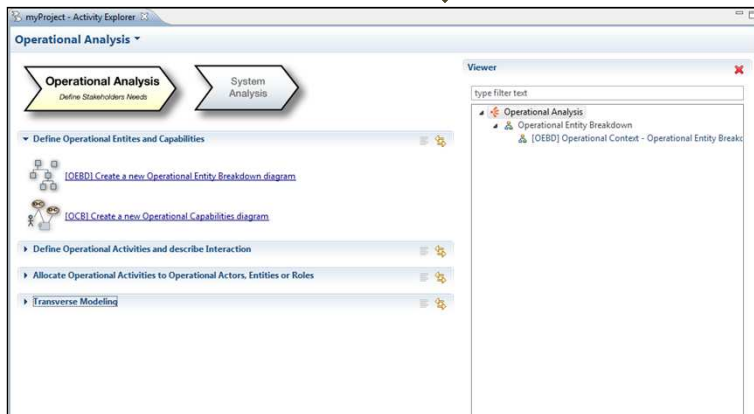 myProject - Activity Explorer
Operational Analysis
Operational Analysis
Define Stakeholders Needs
System
Analysis
Define Operational Entites and Capabilities
[OEBD] Create a new Operational Entity Breakdown diagram
[OCB] Create a new Operational Capabilities diagram
Define Operational Activities and describe Interaction
Allocate Operational Activities to Operational Actors, Entities or Roles
Transverse Modeling
Viewer
type filter text
Operational Analysis
Operational Entity Breakdown
[OEBD] Operational Context - Operational Entity Breakd